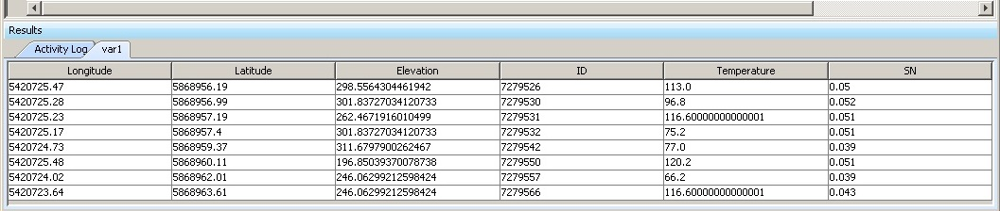 Results
Activity Log var1
Longitude Latitude Elevation ID Temperature SN
5420725.47 5868956.19 298.5564304461942 7279526 113.0 0.05
5420725.28 5868956.99 301.83727034120733 7279530 96.8 0.052
5420725.23 5868957.19 262.4671916010499 7279531 116.60000000000001 0.051
5420725.17 5868957.4 301.83727034120733 7279532 75.2 0.051
5420724.73 5868959.37 311.6797900262467 7279542 77.0 0.039
5420725.48 5868960.11 196.85039370078738 7279550 120.2 0.051
5420724.02 5868962.01 246.06299212598424 7279557 66.2 0.039
5420723.64 5868963.61 246.06299212598424 7279566 116.60000000000001 0.043